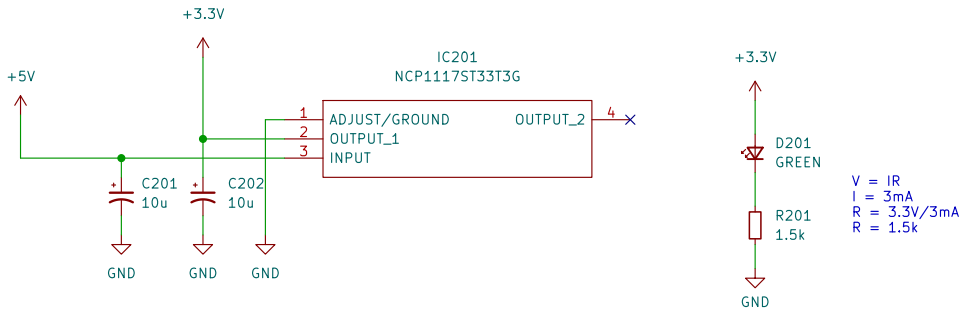 +3.3V
+5V
IC201
NCP1117ST33T3G
1
ADJUST/GROUND
2
OUTPUT_1
3
INPUT
OUTPUT_2
4
C201
10u
C202
10u
GND
GND
GND
+3.3V
D201
GREEN
R201
1.5k
GND
V = IR
I = 3mA
R = 3.3V/3mA
R = 1.5k